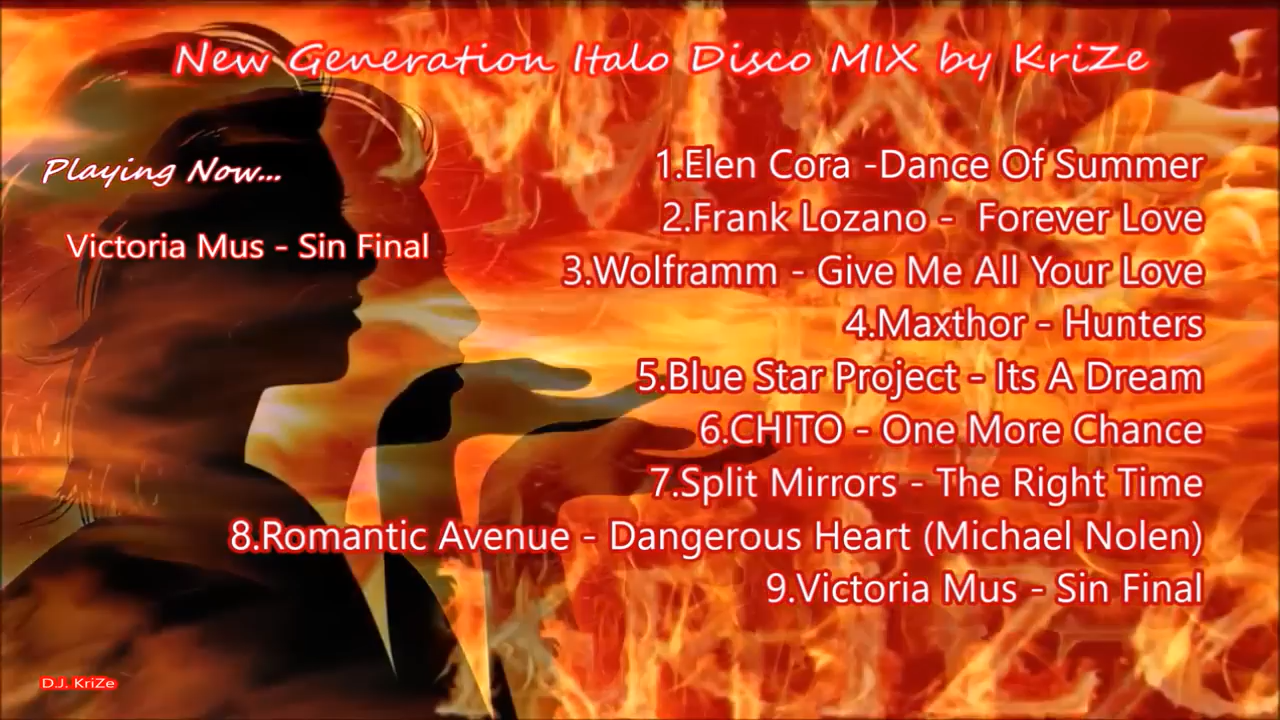 New Generation Italo Disco MIX by KriZe
Playing Now...
Victoria Mus - Sin Final
1.Elen Cora -Dance Of Summer
2.Frank Lozano -  Forever Love
3.Wolframm - Give Me All Your Love
4.Maxthor - Hunters
5.Blue Star Project - Its A Dream
6.CHITO - One More Chance
7.Split Mirrors - The Right Time
8.Romantic Avenue - Dangerous Heart (Michael Nolen)
9.Victoria Mus - Sin Final
D.J. KriZe